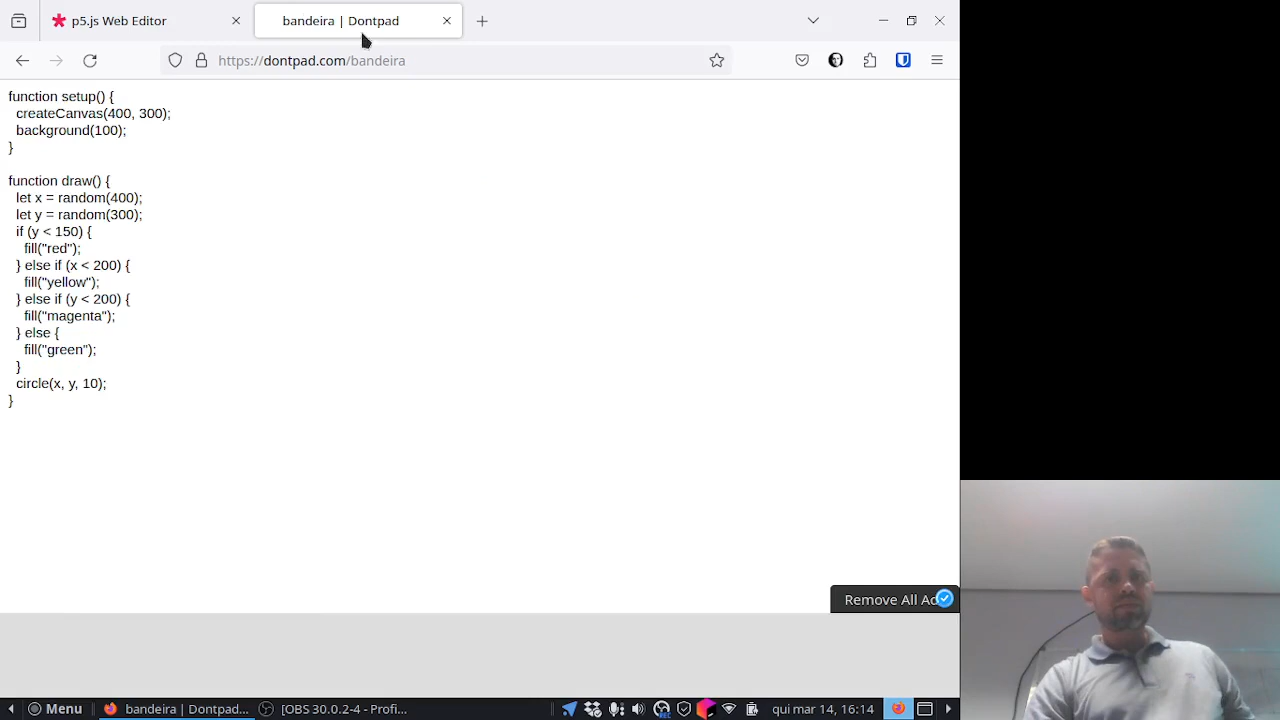 p5.js Web Editor
bandeira | Dontpad
https://dontpad.com/bandeira
function setup() {
createCanvas(400, 300);
background(100);
}
function draw() {
let x = random(400);
let y = random(300);
if (y < 150) {
fill("red");
} else if (x < 200) {
fill("yellow");
} else if (y < 200) {
fill("magenta");
} else {
fill("green");
}
circle(x, y, 10);
}
Remove All Ad
Menu
bandeira | Dontpad...
[OBS 30.0.2-4 - Profi...
REC
qui mar 14, 16:14